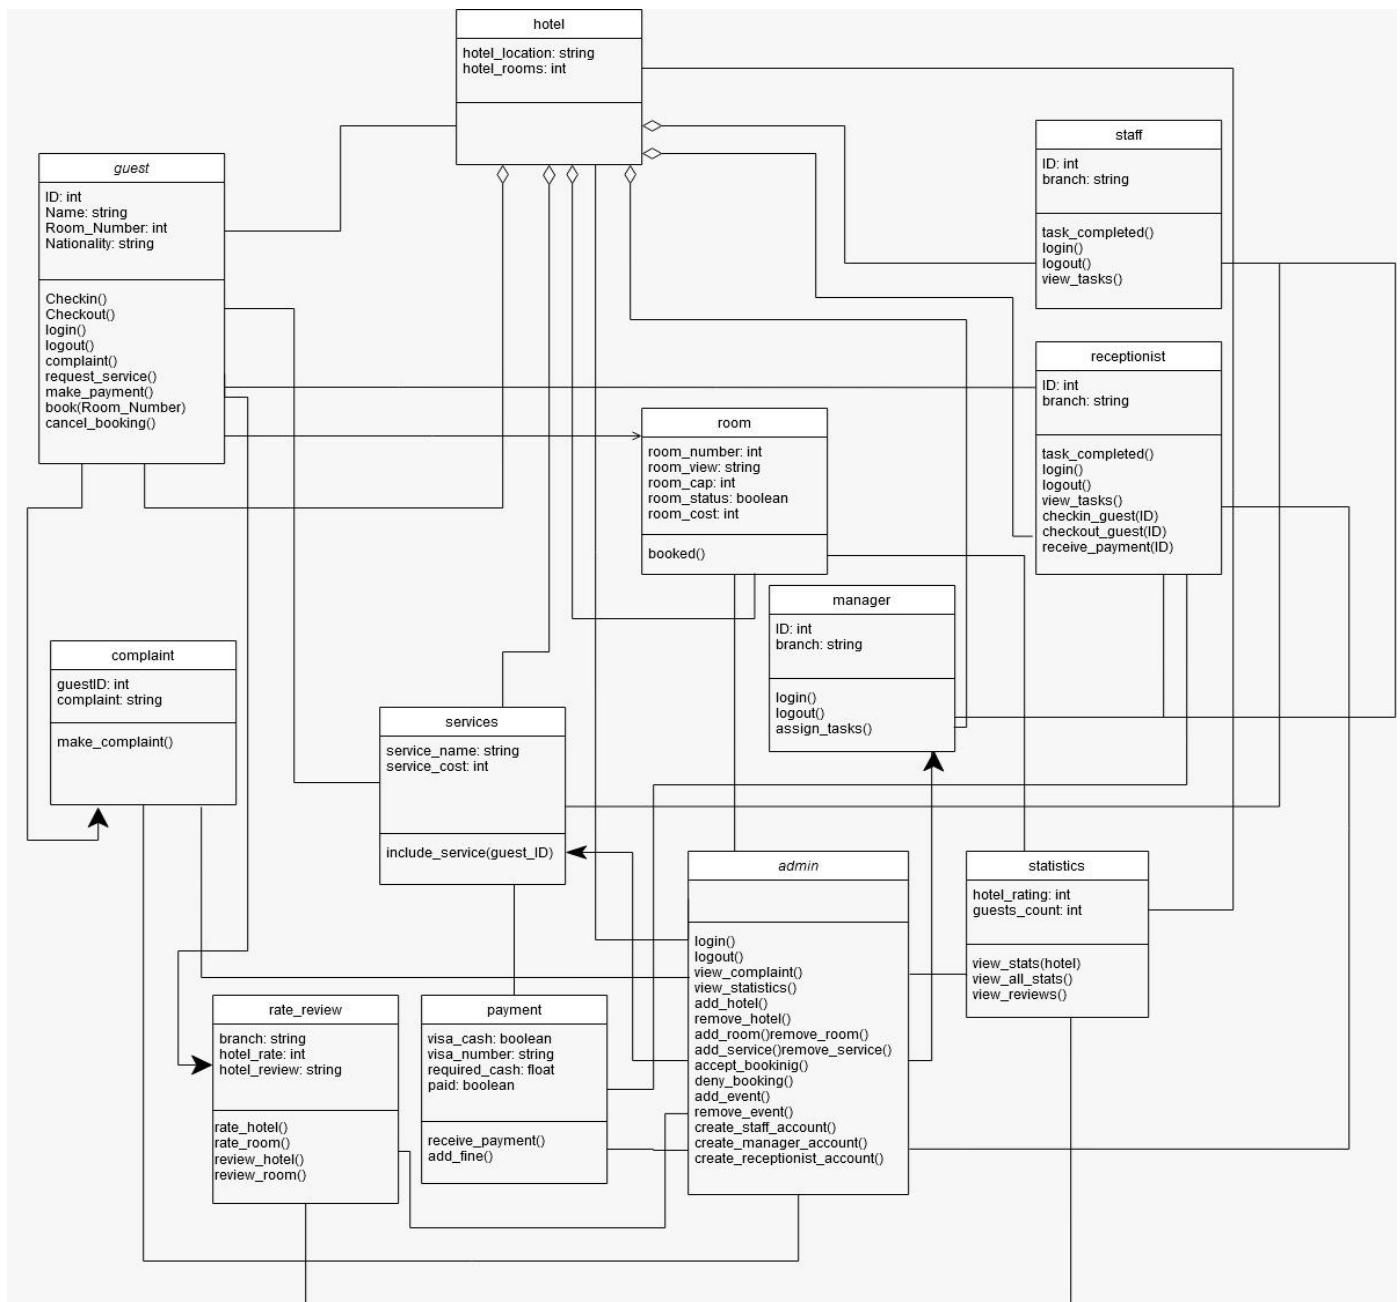 hotel
hotel_location: string
hotel_rooms: int
guest
ID: int
Name: string
Room_Number: int
Nationality: string
Checkin()
Checkout()
login()
logout()
complaint()
request_service()
make_payment()
book(Room_Number)
cancel_booking()
staff
ID: int
branch: string
task_completed()
login()
logout()
view_tasks()
receptionist
ID: int
branch: string
task_completed()
login()
logout()
view_tasks()
checkin_guest(ID)
checkout_guest(ID)
receive_payment(ID)
room
room_number: int
room_view: string
room_cap: int
room_status: boolean
room_cost: int
booked()
manager
ID: int
branch: string
login()
logout()
assign_tasks()
complaint
guestID: int
complaint: string
make_complaint()
services
service_name: string
service_cost: int
include_service(guest_ID)
admin
login()
logout()
view_complaint()
view_statistics()
add_hotel()
remove_hotel()
add_room()remove_room()
add_service()remove_service()
accept_bookinig()
deny_booking()
add_event()
remove_event()
create_staff_account()
create_manager_account()
create_receptionist_account()
statistics
hotel_rating: int
guests_count: int
view_stats(hotel)
view_all_stats()
view_reviews()
rate_review
branch: string
hotel_rate: int
hotel_review: string
rate_hotel()
rate_room()
review_hotel()
review_room()
payment
visa_cash: boolean
visa_number: string
required_cash: float
paid: boolean
receive_payment()
add_fine()